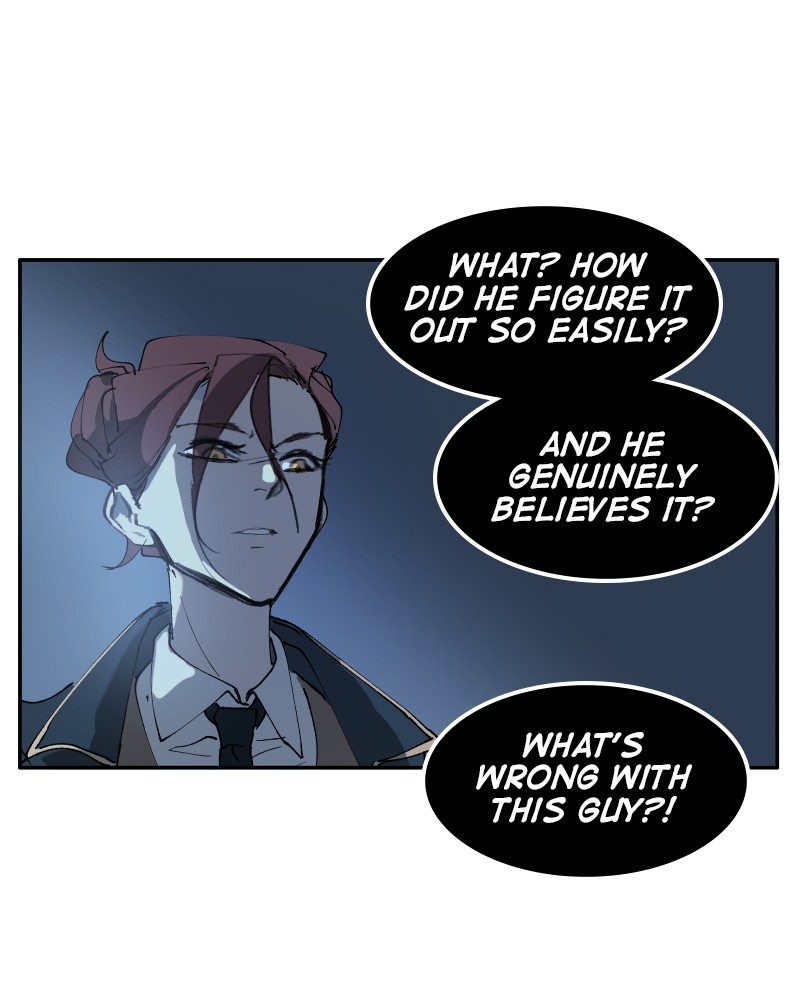 WHAT? HOW
DID HE FIGURE IT
OUT SO EASILY?
AND HE
GENUINELY
BELIEVES IT?
WHAT'S
WRONG WITH
THIS GUY?!